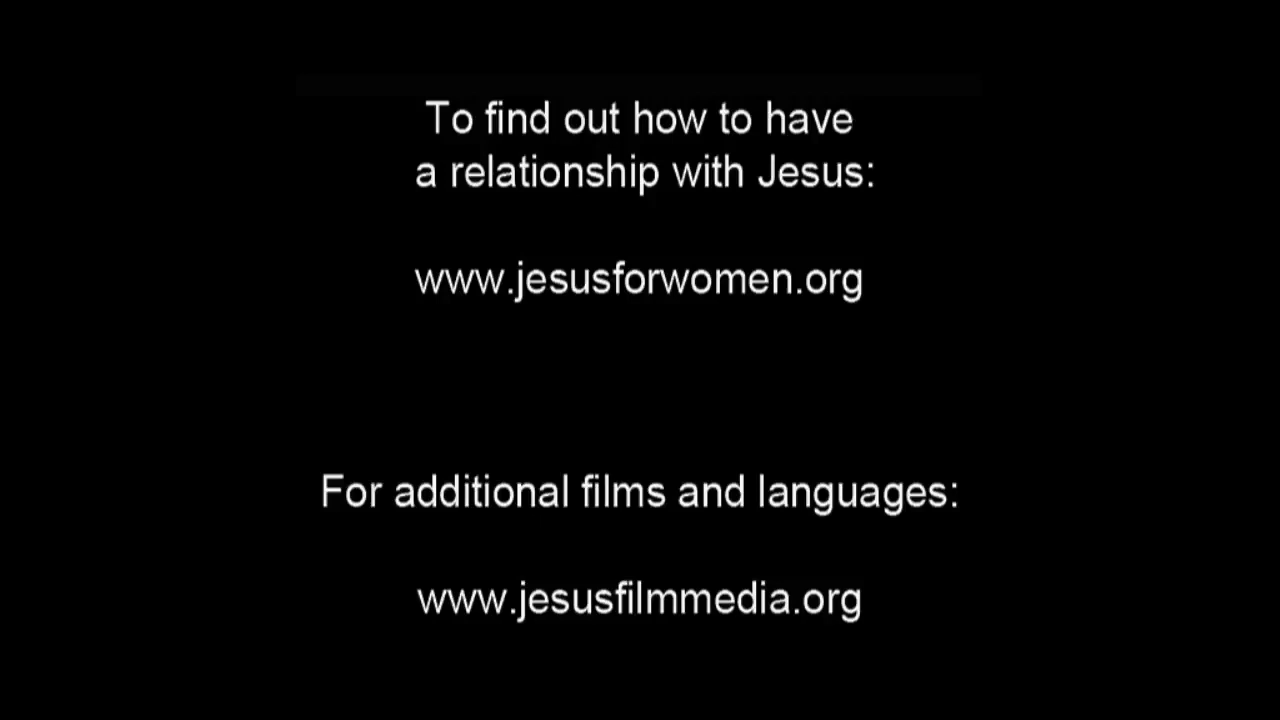 To find out how to have
a relationship with Jesus:
www.jesusforwomen.org
For additional films and languages:
www.jesusfilmmedia.org